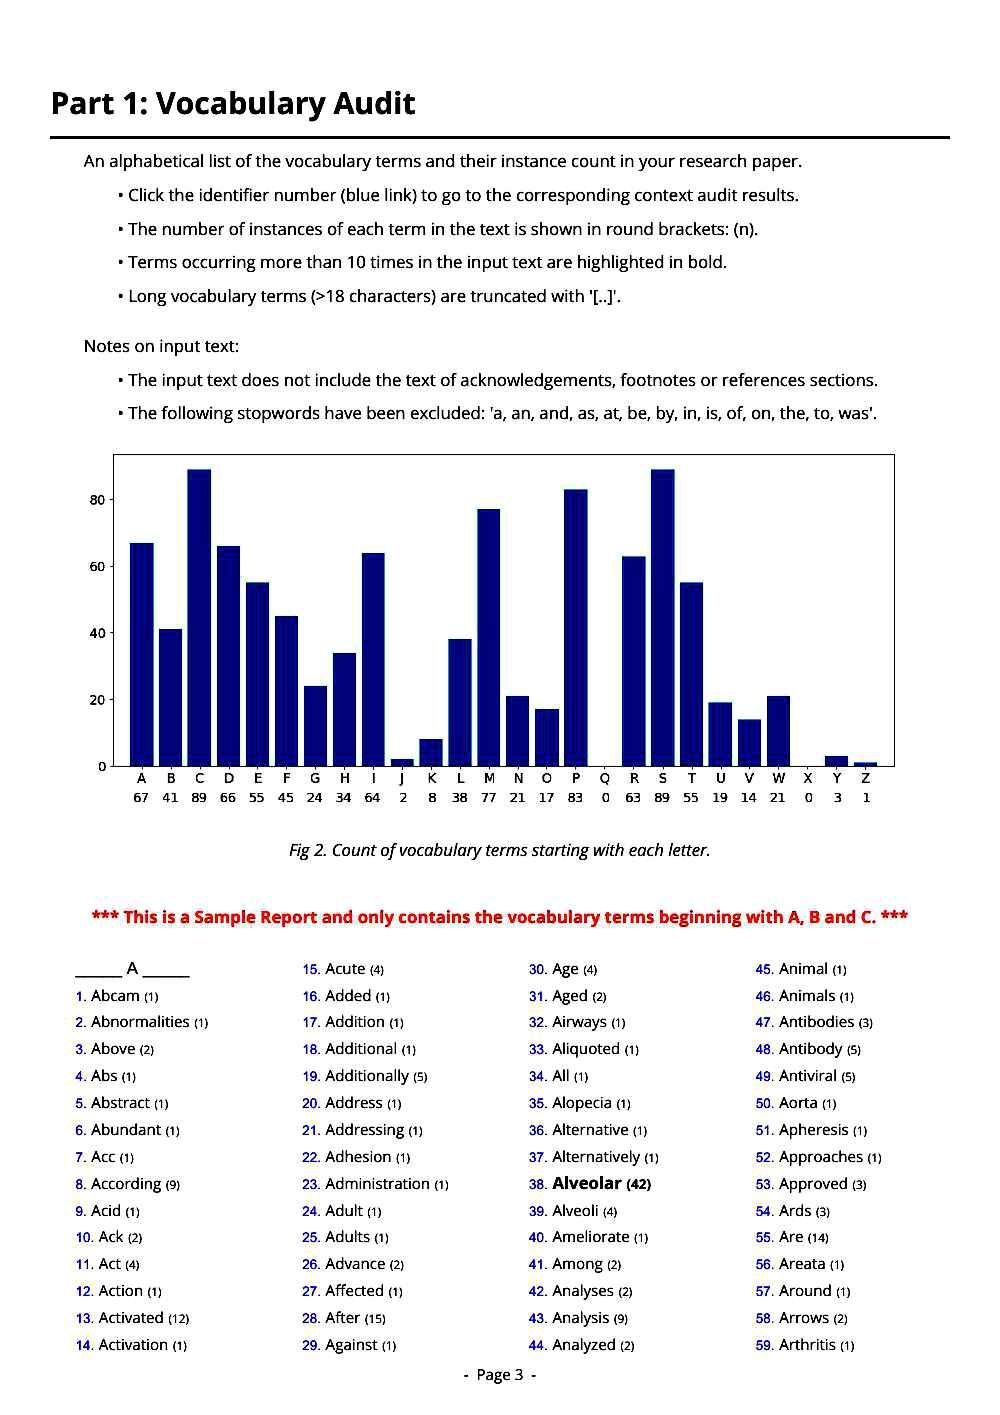 Part 1: Vocabulary Audit
An alphabetical list of the vocabulary terms and their instance count in your research paper.
• Click the identifier number (blue link) to go to the corresponding context audit results.
• The number of instances of each term in the text is shown in round brackets: (n).
• Terms occurring more than 10 times in the input text are highlighted in bold.
• Long vocabulary terms (>18 characters) are truncated with '[..]'.
Notes on input text:
• The input text does not include the text of acknowledgements, footnotes or references sections.
• The following stopwords have been excluded: 'a, an, and, as, at, be, by, in, is, of, on, the, to, was'.
80
60
40
20
0
A B C D E F G H I J K L M N O P Q R S T U V W X Y Z
67 41 89 66 55 45 24 34 64 2 8 38 77 21 17 83 0 63 89 55 19 14 21 0 3 1
Fig 2. Count of vocabulary terms starting with each letter.
*** This is a Sample Report and only contains the vocabulary terms beginning with A, B and C. ***
______ A ______
1. Abcam (1)
2. Abnormalities (1)
3. Above (2)
4. Abs (1)
5. Abstract (1)
6. Abundant (1)
7. Acc (1)
8. According (9)
9. Acid (1)
10. Ack (2)
11. Act (4)
12. Action (1)
13. Activated (12)
14. Activation (1)
15. Acute (4)
16. Added (1)
17. Addition (1)
18. Additional (1)
19. Additionally (5)
20. Address (1)
21. Addressing (1)
22. Adhesion (1)
23. Administration (1)
24. Adult (1)
25. Adults (1)
26. Advance (2)
27. Affected (1)
28. After (15)
29. Against (1)
30. Age (4)
31. Aged (2)
32. Airways (1)
33. Aliquoted (1)
34. All (1)
35. Alopecia (1)
36. Alternative (1)
37. Alternatively (1)
38. Alveolar (42)
39. Alveoli (4)
40. Ameliorate (1)
41. Among (2)
42. Analyses (2)
43. Analysis (9)
44. Analyzed (2)
45. Animal (1)
46. Animals (1)
47. Antibodies (3)
48. Antibody (5)
49. Antiviral (5)
50. Aorta (1)
51. Apheresis (1)
52. Approaches (1)
53. Approved (3)
54. Ards (3)
55. Are (14)
56. Areata (1)
57. Around (1)
58. Arrows (2)
59. Arthritis (1)
- Page 3 -